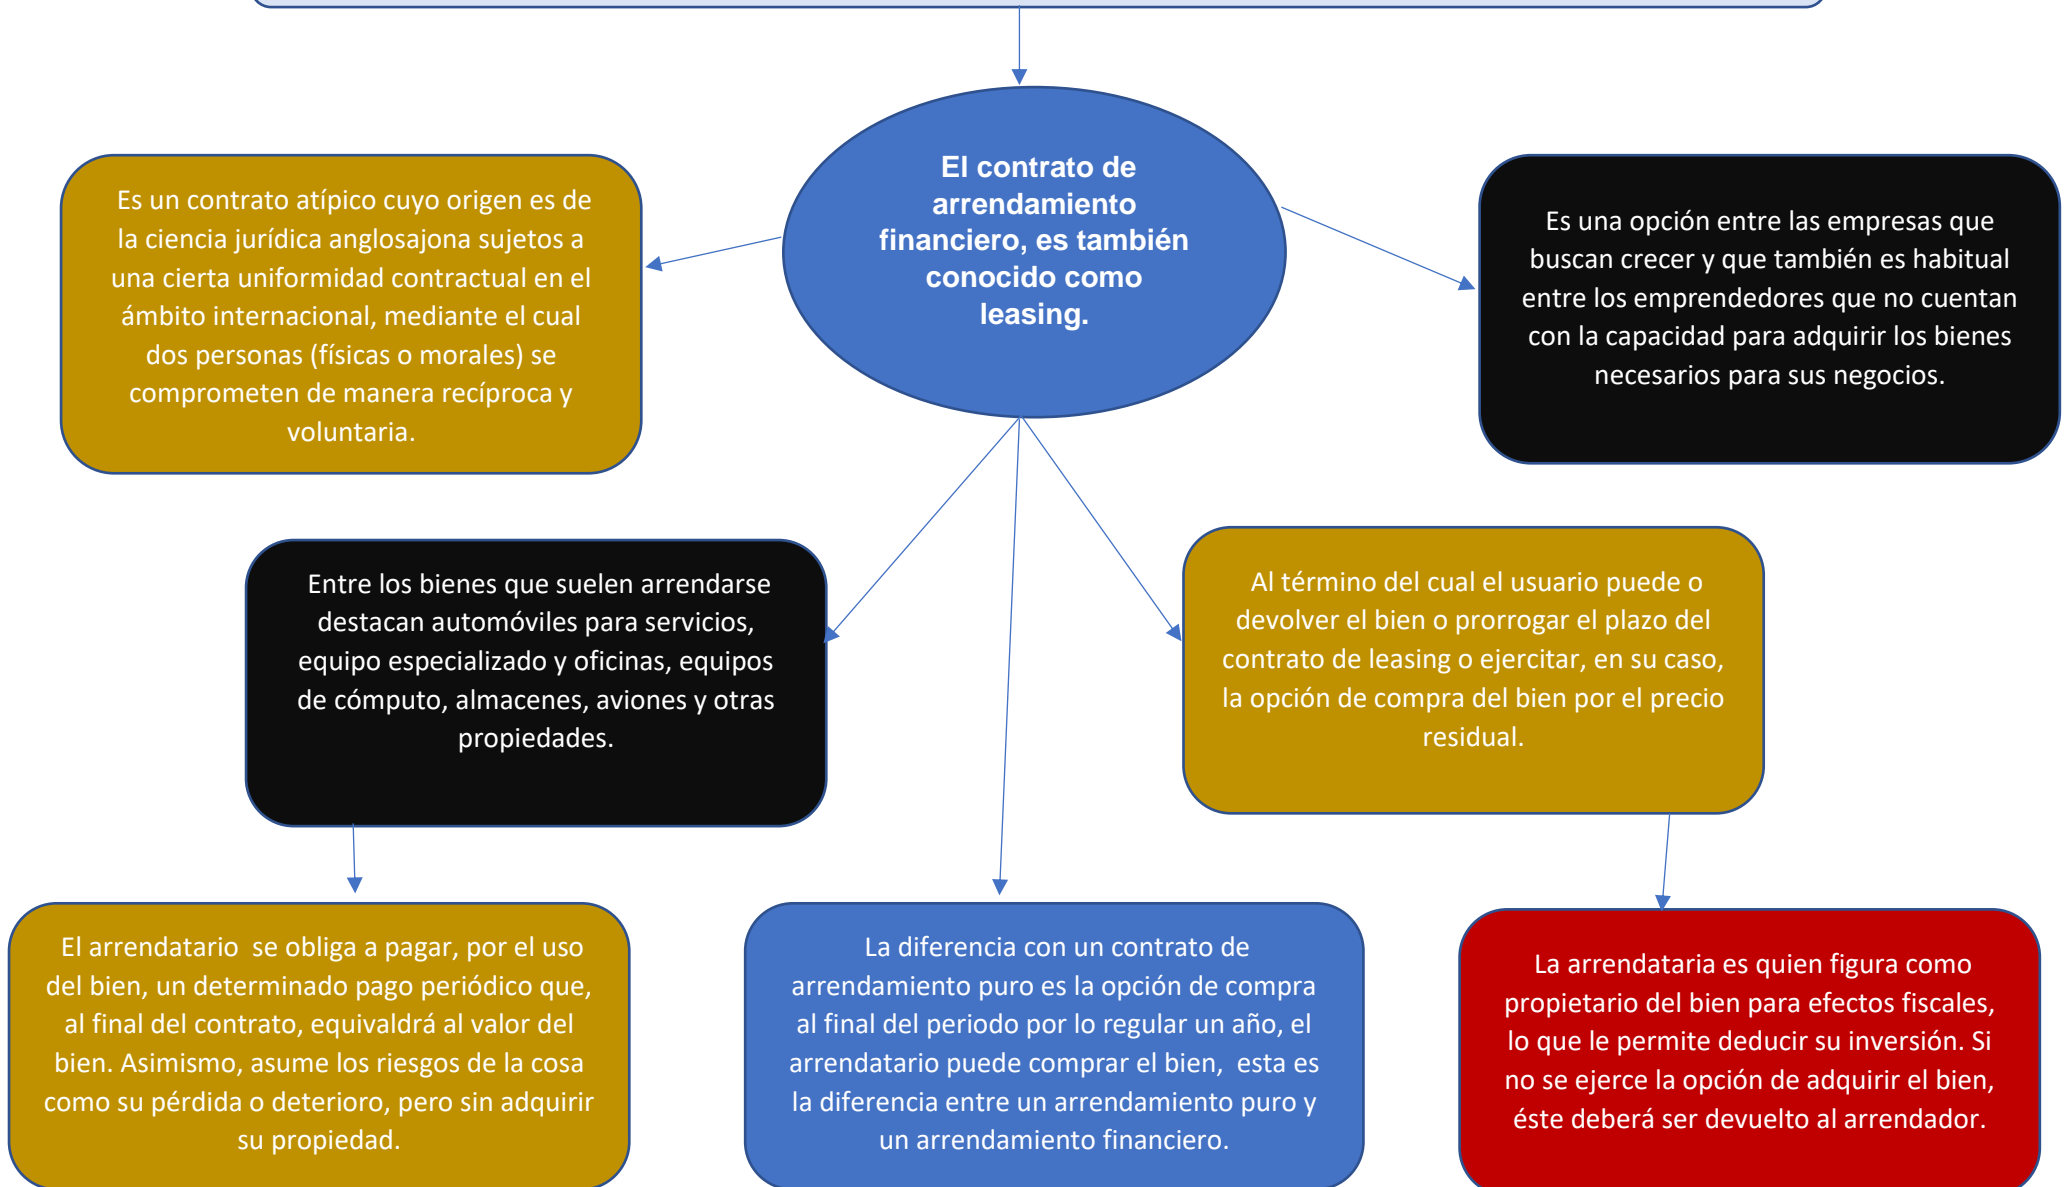 El contrato de
arrendamiento
financiero, es también
conocido como
leasing.
Es un contrato atípico cuyo origen es de
la ciencia jurídica anglosajona sujetos a
una cierta uniformidad contractual en el
ámbito internacional, mediante el cual
dos personas (físicas o morales) se
comprometen de manera recíproca y
voluntaria.
Es una opción entre las empresas que
buscan crecer y que también es habitual
entre los emprendedores que no cuentan
con la capacidad para adquirir los bienes
necesarios para sus negocios.
Entre los bienes que suelen arrendarse
destacan automóviles para servicios,
equipo especializado y oficinas, equipos
de cómputo, almacenes, aviones y otras
propiedades.
Al término del cual el usuario puede o
devolver el bien o prorrogar el plazo del
contrato de leasing o ejercitar, en su caso,
la opción de compra del bien por el precio
residual.
El arrendatario  se obliga a pagar, por el uso
del bien, un determinado pago periódico que,
al final del contrato, equivaldrá al valor del
bien. Asimismo, asume los riesgos de la cosa
como su pérdida o deterioro, pero sin adquirir
su propiedad.
La diferencia con un contrato de
arrendamiento puro es la opción de compra
al final del periodo por lo regular un año, el
arrendatario puede comprar el bien,  esta es
la diferencia entre un arrendamiento puro y
un arrendamiento financiero.
La arrendataria es quien figura como
propietario del bien para efectos fiscales,
lo que le permite deducir su inversión. Si
no se ejerce la opción de adquirir el bien,
éste deberá ser devuelto al arrendador.